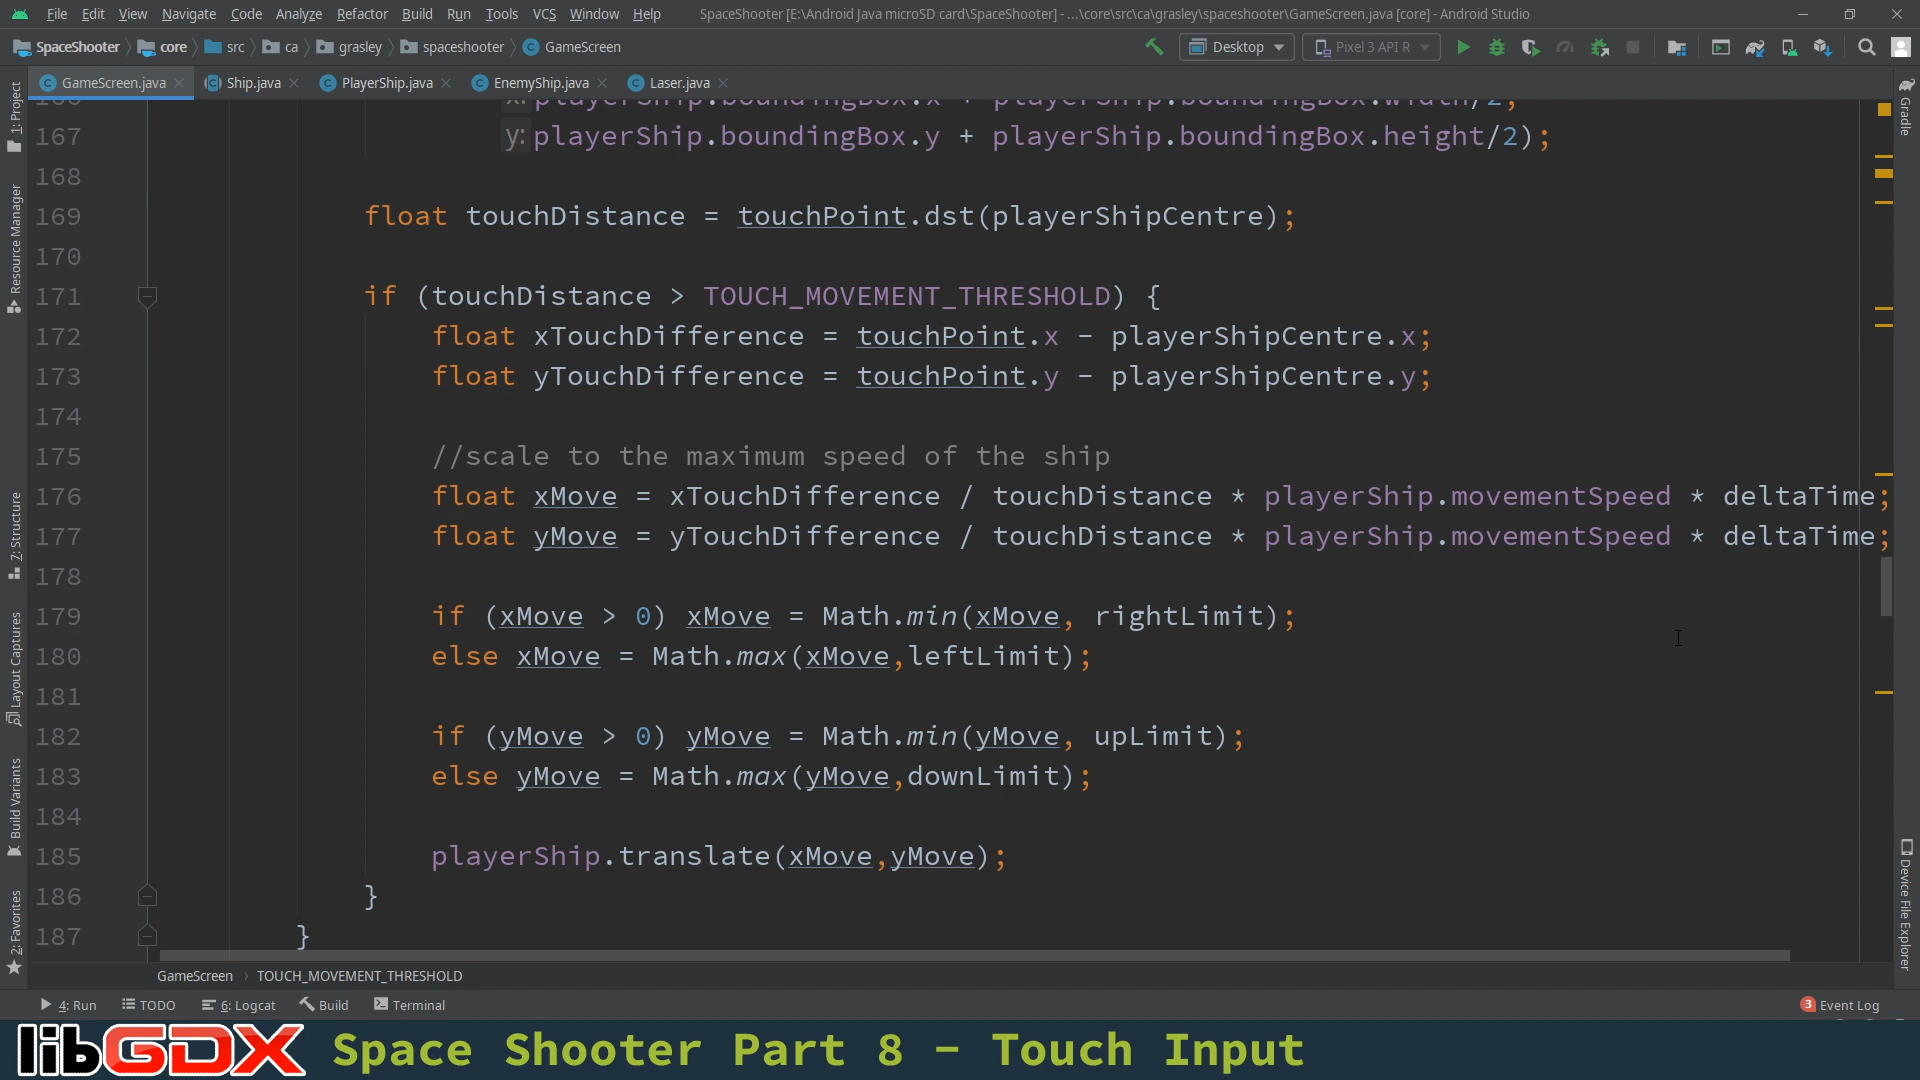 File Edit View Navigate Code Analyze Refactor Build Run Tools VCS Window Help SpaceShooter [E:\Android Java microSD card\SpaceShooter] - ...\core\src\ca\grasley\spaceshooter\GameScreen.java [core] - Android Studio
SpaceShooter core src ca grasley spaceshooter GameScreen Desktop Pixel 3 API R
GameScreen.java Ship.java PlayerShip.java EnemyShip.java Laser.java
166 x: playerShip.boundingBox.x + playerShip.boundingBox.width/2,
167 y: playerShip.boundingBox.y + playerShip.boundingBox.height/2);
168
169 float touchDistance = touchPoint.dst(playerShipCentre);
170
171 if (touchDistance > TOUCH_MOVEMENT_THRESHOLD) {
172 float xTouchDifference = touchPoint.x - playerShipCentre.x;
173 float yTouchDifference = touchPoint.y - playerShipCentre.y;
174
175 //scale to the maximum speed of the ship
176 float xMove = xTouchDifference / touchDistance * playerShip.movementSpeed * deltaTime;
177 float yMove = yTouchDifference / touchDistance * playerShip.movementSpeed * deltaTime;
178
179 if (xMove > 0) xMove = Math.min(xMove, rightLimit);
180 else xMove = Math.max(xMove,leftLimit);
181
182 if (yMove > 0) yMove = Math.min(yMove, upLimit);
183 else yMove = Math.max(yMove,downLimit);
184
185 playerShip.translate(xMove,yMove);
186 }
187 }
1: Project
Resource Manager
7: Structure
Layout Captures
Build Variants
2: Favorites
Gradle
Device File Explorer
GameScreen TOUCH_MOVEMENT_THRESHOLD
4: Run TODO 6: Logcat Build Terminal 3 Event Log
libGDX Space Shooter Part 8 - Touch Input